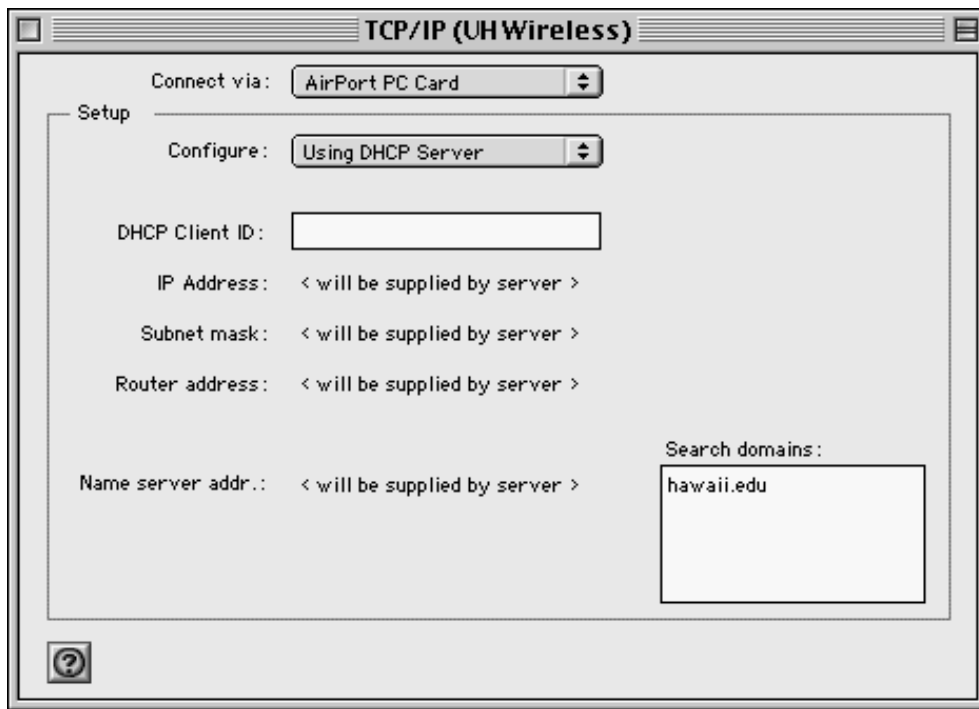 TCP/IP (UH Wireless)
Connect via: AirPort PC Card
Setup
Configure: Using DHCP Server
DHCP Client ID:
IP Address: < will be supplied by server >
Subnet mask: < will be supplied by server >
Router address: < will be supplied by server >
Search domains:
Name server addr.: < will be supplied by server > hawaii.edu
?